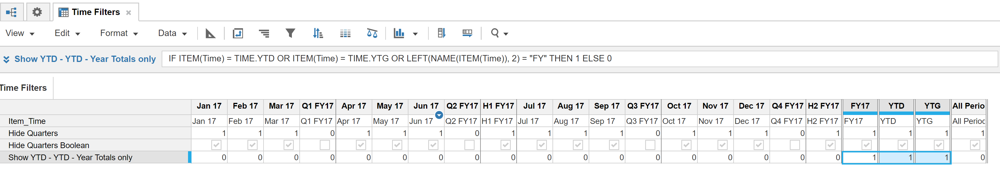 Time Filters
View Edit Format Data
Show YTD - YTD - Year Totals only IF ITEM(Time) = TIME.YTD OR ITEM(Time) = TIME.YTG OR LEFT(NAME(ITEM(Time)), 2) = "FY" THEN 1 ELSE 0
Time Filters
Jan 17 Feb 17 Mar 17 Q1 FY17 Apr 17 May 17 Jun 17 Q2 FY17 H1 FY17 Jul 17 Aug 17 Sep 17 Q3 FY17 Oct 17 Nov 17 Dec 17 Q4 FY17 H2 FY17 FY17 YTD YTG All Perio
Item_Time Jan 17 Feb 17 Mar 17 Q1 FY17 Apr 17 May 17 Jun 17 Q2 FY17 H1 FY17 Jul 17 Aug 17 Sep 17 Q3 FY17 Oct 17 Nov 17 Dec 17 Q4 FY17 H2 FY17 FY17 YTD YTG All Perioc
Hide Quarters 1 1 1 0 1 1 1 0 1 1 1 1 0 1 1 1 0 1 1 1 1 1
Hide Quarters Boolean
Show YTD - YTD - Year Totals only 0 0 0 0 0 0 0 0 0 0 0 0 0 0 0 0 0 0 1 1 1 0